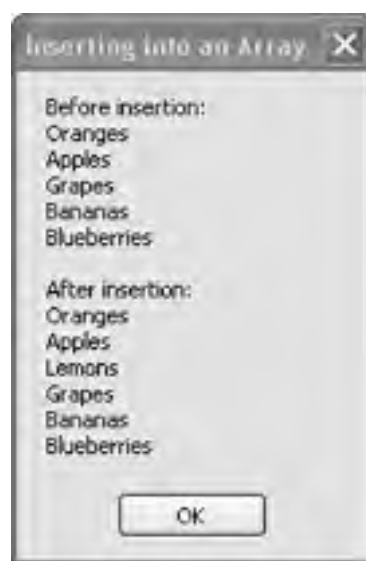 Inserting into an Array
Before insertion:
Oranges
Apples
Grapes
Bananas
Blueberries
After insertion:
Oranges
Apples
Lemons
Grapes
Bananas
Blueberries
OK